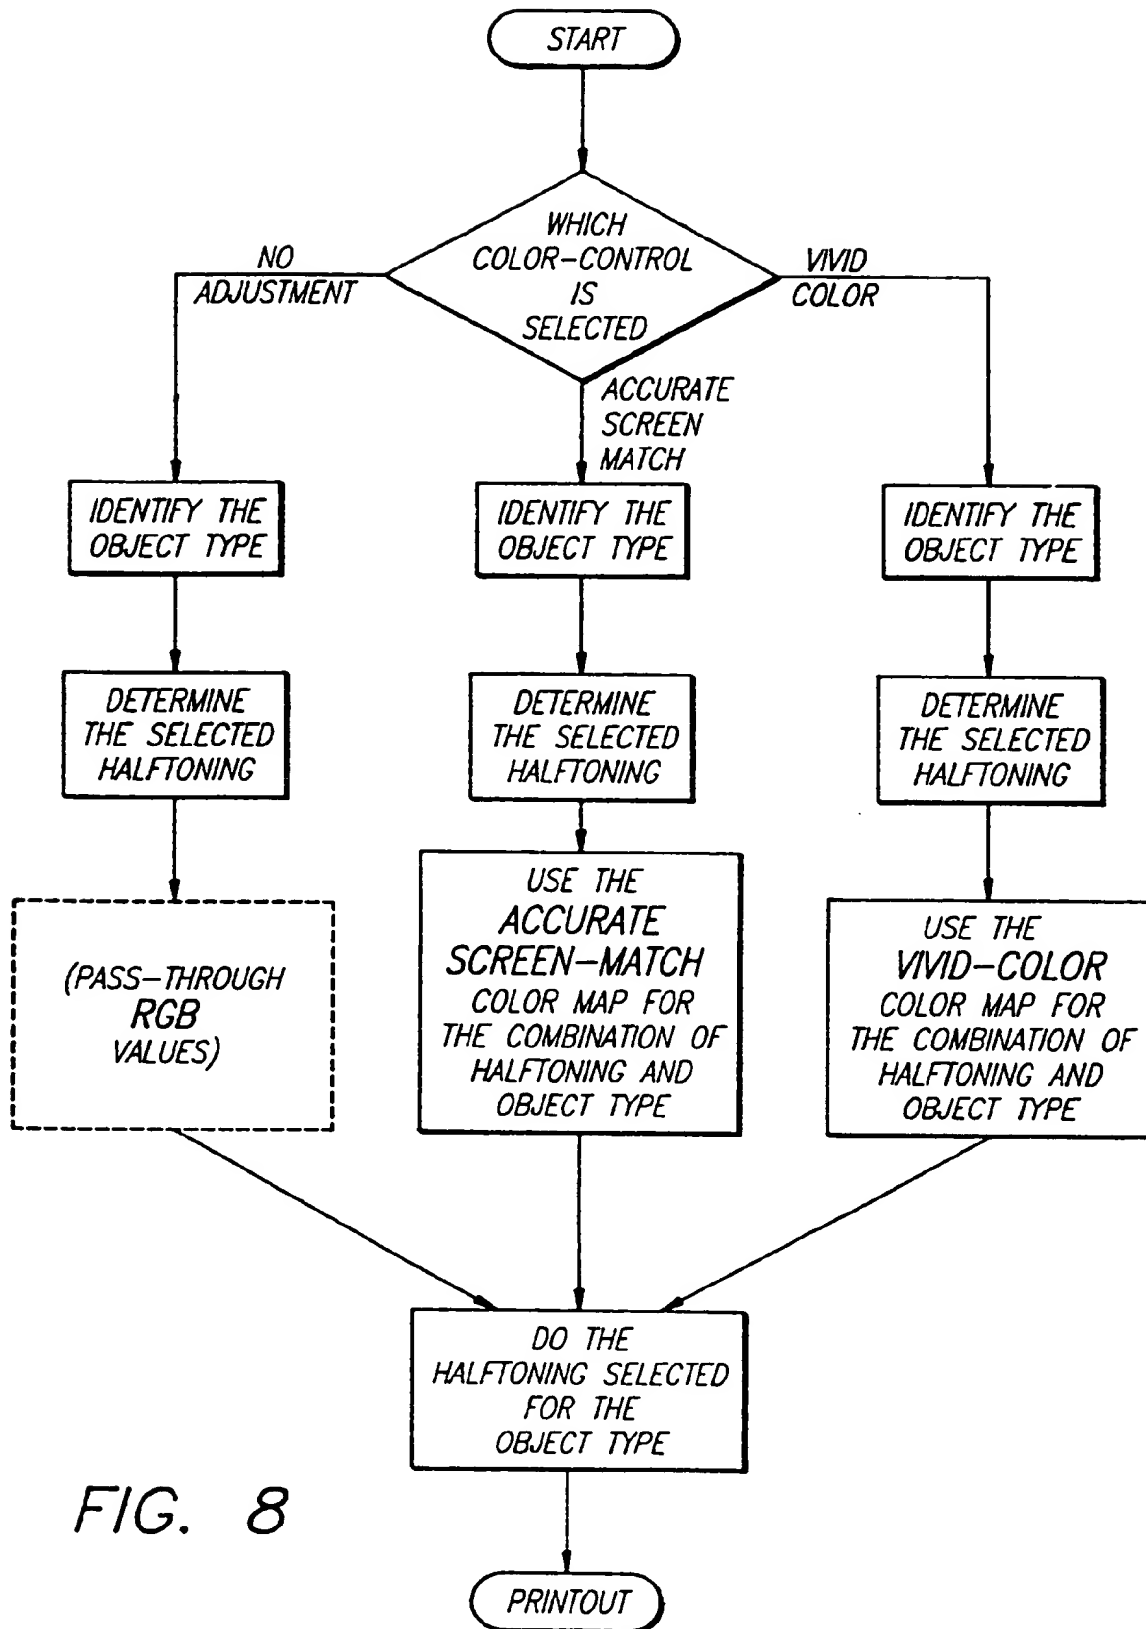 START
WHICH
COLOR-CONTROL
IS
SELECTED
NO
ADJUSTMENT
VIVID
COLOR
ACCURATE
SCREEN
MATCH
IDENTIFY THE
OBJECT TYPE
IDENTIFY THE
OBJECT TYPE
IDENTIFY THE
OBJECT TYPE
DETERMINE
THE SELECTED
HALFTONING
DETERMINE
THE SELECTED
HALFTONING
DETERMINE
THE SELECTED
HALFTONING
(PASS-THROUGH
RGB
VALUES)
USE THE
ACCURATE
SCREEN-MATCH
COLOR MAP FOR
THE COMBINATION OF
HALFTONING AND
OBJECT TYPE
USE THE
VIVID-COLOR
COLOR MAP FOR
THE COMBINATION OF
HALFTONING AND
OBJECT TYPE
DO THE
HALFTONING SELECTED
FOR THE
OBJECT TYPE
FIG. 8
PRINTOUT